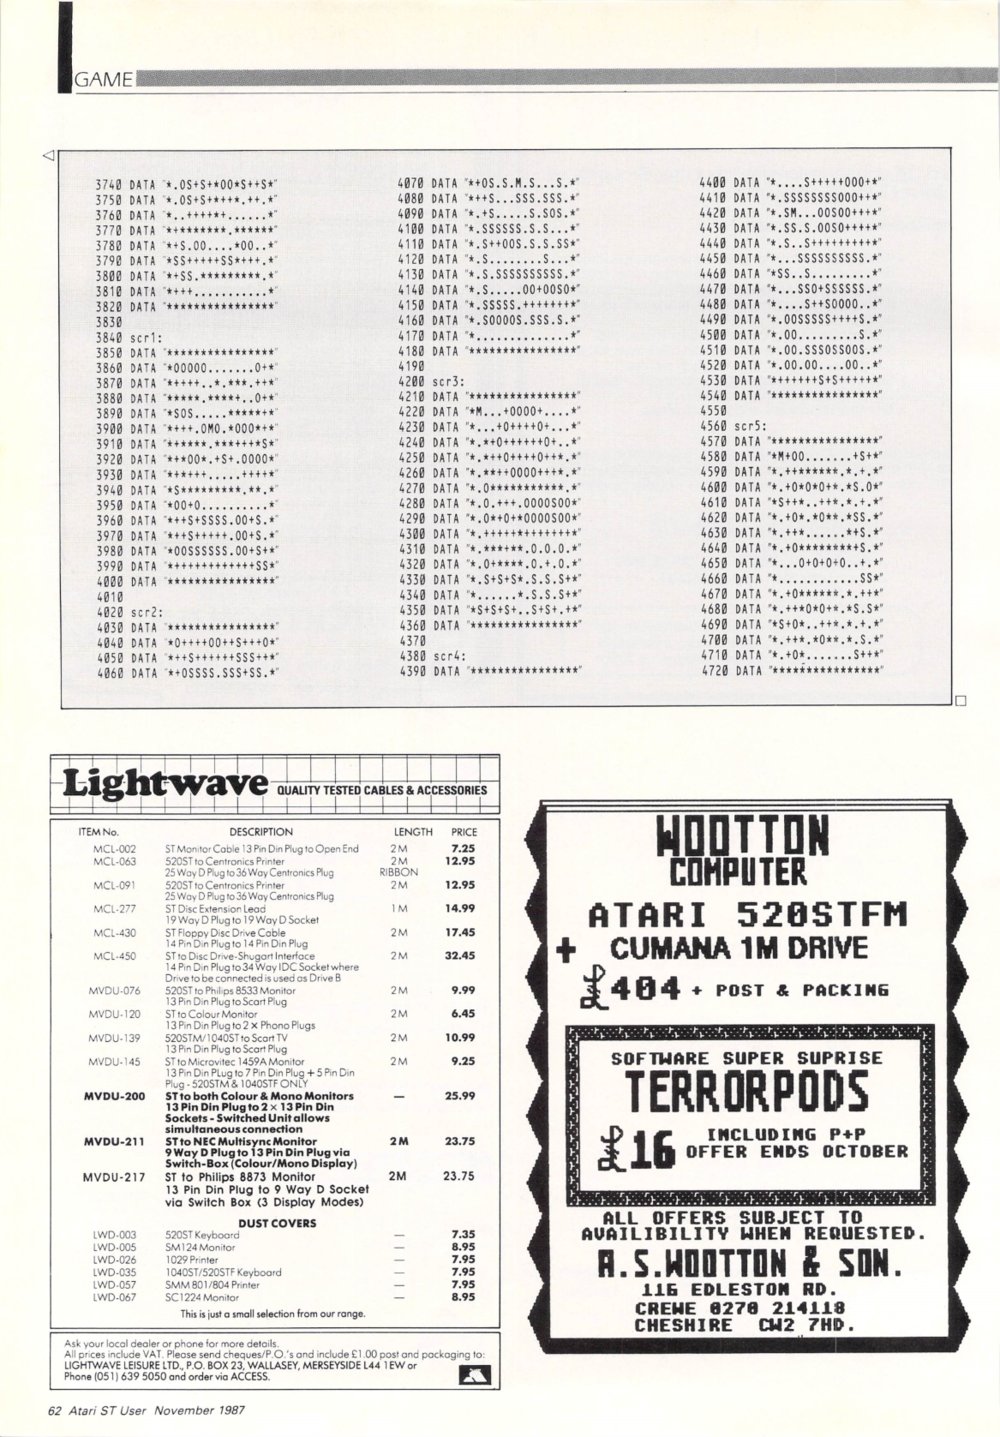 GAME
3740 DATA "*.OS+S+*OO*S++S*"
3750 DATA "*.OS+S+*++*.++.*"
3760 DATA "*..+++++*+......*"
3770 DATA "*********.******"
3780 DATA "*+S.OO....*OO..*"
3790 DATA "*SS+++++SS++++.*"
3800 DATA "*+SS.*********.*"
3810 DATA "*+++...........*"
3820 DATA "****************"
3830
3840 scr1:
3850 DATA "****************"
3860 DATA "*OOOOO.......O+*"
3870 DATA "*++++..*.***.++*"
3880 DATA "*****.*****..O+*"
3890 DATA "*SOS.....******+*"
3900 DATA "*+++.OMO.*OOO*+*"
3910 DATA "*++++++.***+++S*"
3920 DATA "*+*OO*.+S+.OOOO*"
3930 DATA "*++++++.....+++++*"
3940 DATA "*S*********.**.*"
3950 DATA "*OO+O..........*"
3960 DATA "*++S+SSSS.OO+S.*"
3970 DATA "*++S+++++.OO+S.*"
3980 DATA "*OOSSSSSS.OO+S+*"
3990 DATA "*++++++++++++SS*"
4000 DATA "****************"
4010
4020 scr2:
4030 DATA "****************"
4040 DATA "*O++++OO++S+++O*"
4050 DATA "*++S++++++SSS++*"
4060 DATA "*+OSSSS.SSS+SS.*"
4070 DATA "*+OS.S.M.S...S.*"
4080 DATA "*++S...SSS.SSS.*"
4090 DATA "*.+S.....S.SOS.*"
4100 DATA "*.SSSSSS.S.S...*"
4110 DATA "*.S++OOS.S.S.SS*"
4120 DATA "*.S........S...*"
4130 DATA "*.S.SSSSSSSSSS.*"
4140 DATA "*.S.....OO+OOSO*"
4150 DATA "*.SSSSS.+++++++*"
4160 DATA "*.SOOOOS.SSS.S.*"
4170 DATA "*..............*"
4180 DATA "****************"
4190
4200 scr3:
4210 DATA "****************"
4220 DATA "*M...+OOOO+....*"
4230 DATA "*...+O++++O+...*"
4240 DATA "*.*+O++++++O+..*"
4250 DATA "*.*++O++++O++*.*"
4260 DATA "*.**++OOOO+++*.*"
4270 DATA "*.O***********.*"
4280 DATA "*.O.+++.OOOOSOO*"
4290 DATA "*.O*+O+*OOOOSOO*"
4300 DATA "*.++++++*+++++++*"
4310 DATA "*.***+**.O.O.O.*"
4320 DATA "*.O+****.O.+.O.*"
4330 DATA "*.S+S+S*.S.S.S+*"
4340 DATA "*......*.S.S.S+*"
4350 DATA "*S+S+S+..S+S+.+*"
4360 DATA "****************"
4370
4380 scr4:
4390 DATA "****************"
4400 DATA "*....S+++++OOO+*"
4410 DATA "*.SSSSSSSSOOO++*"
4420 DATA "*.SM...OOSOO+++*"
4430 DATA "*.SS.S.OOSO++++*"
4440 DATA "*.S..S+++++++++*"
4450 DATA "*...SSSSSSSSSS.*"
4460 DATA "*SS..S.........*"
4470 DATA "*...SSO+SSSSSS.*"
4480 DATA "*....S++SOOOO..*"
4490 DATA "*.OOSSSSS++++S.*"
4500 DATA "*.OO.........S.*"
4510 DATA "*.OO.SSSOSSOOS.*"
4520 DATA "*.OO.OO....OO..*"
4530 DATA "*+++++++S+S++++++*"
4540 DATA "****************"
4550
4560 scr5:
4570 DATA "****************"
4580 DATA "*M+OO.......+S+*"
4590 DATA "*.++******.*.+.*"
4600 DATA "*.+O*O*O+*.*S.O*"
4610 DATA "*S++*..++*.*.+.*"
4620 DATA "*.+O*.*O**.*SS.*"
4630 DATA "*.++*......*+S.*"
4640 DATA "*.+O********+S.*"
4650 DATA "*...O+O+O+O..+.*"
4660 DATA "*............SS*"
4670 DATA "*.+O******.*.++*"
4680 DATA "*.++*O*O+*.*S.S*"
4690 DATA "*S+O*..++*.*.+.*"
4700 DATA "*.++*.*O**.*.S.*"
4710 DATA "*.+O*.......S++*"
4720 DATA "****************"
Lightwave QUALITY TESTED CABLES & ACCESSORIES
ITEM No. DESCRIPTION LENGTH PRICE
MCL-002 ST Monitor Cable 13 Pin Din Plug to Open End 2M 7.25
MCL-063 520ST to Centronics Printer 2M 12.95
25 Way D Plug to 36 Way Centronics Plug RIBBON
MCL-091 520ST to Centronics Printer 2M 12.95
25 Way D Plug to 36 Way Centronics Plug
MCL-277 ST Disc Extension Lead 1M 14.99
19 Way D Plug to 19 Way D Socket
MCL-430 ST Floppy Disc Drive Cable 2M 17.45
14 Pin Din Plug to 14 Pin Din Plug
MCL-450 ST to Disc Drive-Shugart Interface 2M 32.45
14 Pin Din Plug to 34 Way IDC Socket where
Drive to be connected is used as Drive B
MVDU-076 520ST to Philips 8533 Monitor 2M 9.99
13 Pin Din Plug to Scart Plug
MVDU-120 ST to Colour Monitor 2M 6.45
13 Pin Din Plug to 2 × Phono Plugs
MVDU-139 520STM/1040ST to Scart TV 2M 10.99
13 Pin Din Plug to Scart Plug
MVDU-145 ST to Microvitec 1459A Monitor 2M 9.25
13 Pin Din PLug to 7 Pin Din Plug + 5 Pin Din
Plug - 520STM & 1040STF ONLY
MVDU-200 ST to both Colour & Mono Monitors — 25.99
13 Pin Din Plug to 2 × 13 Pin Din
Sockets - Switched Unit allows
simultaneous connection
MVDU-211 ST to NEC Multisync Monitor 2M 23.75
9 Way D Plug to 13 Pin Din Plug via
Switch-Box (Colour/Mono Display)
MVDU-217 ST to Philips 8873 Monitor 2M 23.75
13 Pin Din Plug to 9 Way D Socket
via Switch Box (3 Display Modes)
DUST COVERS
LWD-003 520ST Keyboard — 7.35
LWD-005 SM124 Monitor — 8.95
LWD-026 1029 Printer — 7.95
LWD-035 1040ST/520STF Keyboard — 7.95
LWD-057 SMM 801/804 Printer — 7.95
LWD-067 SC1224 Monitor — 8.95
This is just a small selection from our range.
Ask your local dealer or phone for more details.
All prices include VAT. Please send cheques/P.O.'s and include £1.00 post and packaging to:
LIGHTWAVE LEISURE LTD., P.O. BOX 23, WALLASEY, MERSEYSIDE L44 1EW or
Phone (051) 639 5050 and order via ACCESS.
WOOTTON
COMPUTER
ATARI 520STFM
+ CUMANA 1M DRIVE
£404 + POST & PACKING
SOFTWARE SUPER SUPRISE
TERRORPODS
£16 INCLUDING P+P
OFFER ENDS OCTOBER
ALL OFFERS SUBJECT TO
AVAILIBILITY WHEN REQUESTED.
A.S.WOOTTON & SON.
116 EDLESTON RD.
CREWE 0270 214118
CHESHIRE CW2 7HD.
62 Atari ST User November 1987